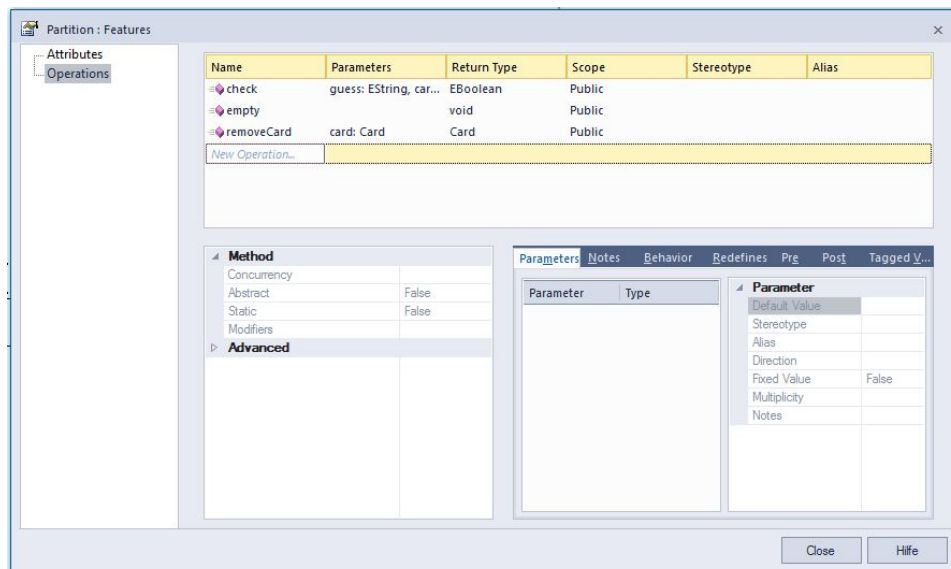 Partition : Features
Attributes
Operations
Name Parameters Return Type Scope Stereotype Alias
check guess: EString, car... EBoolean Public
empty void Public
removeCard card: Card Card Public
New Operation...
Method
Concurrency
Abstract False
Static False
Modifiers
Advanced
Parameters Notes Behavior Redefines Pre Post Tagged V...
Parameter Type
Parameter
Default Value
Stereotype
Alias
Direction
Fixed Value False
Multiplicity
Notes
Close Hilfe